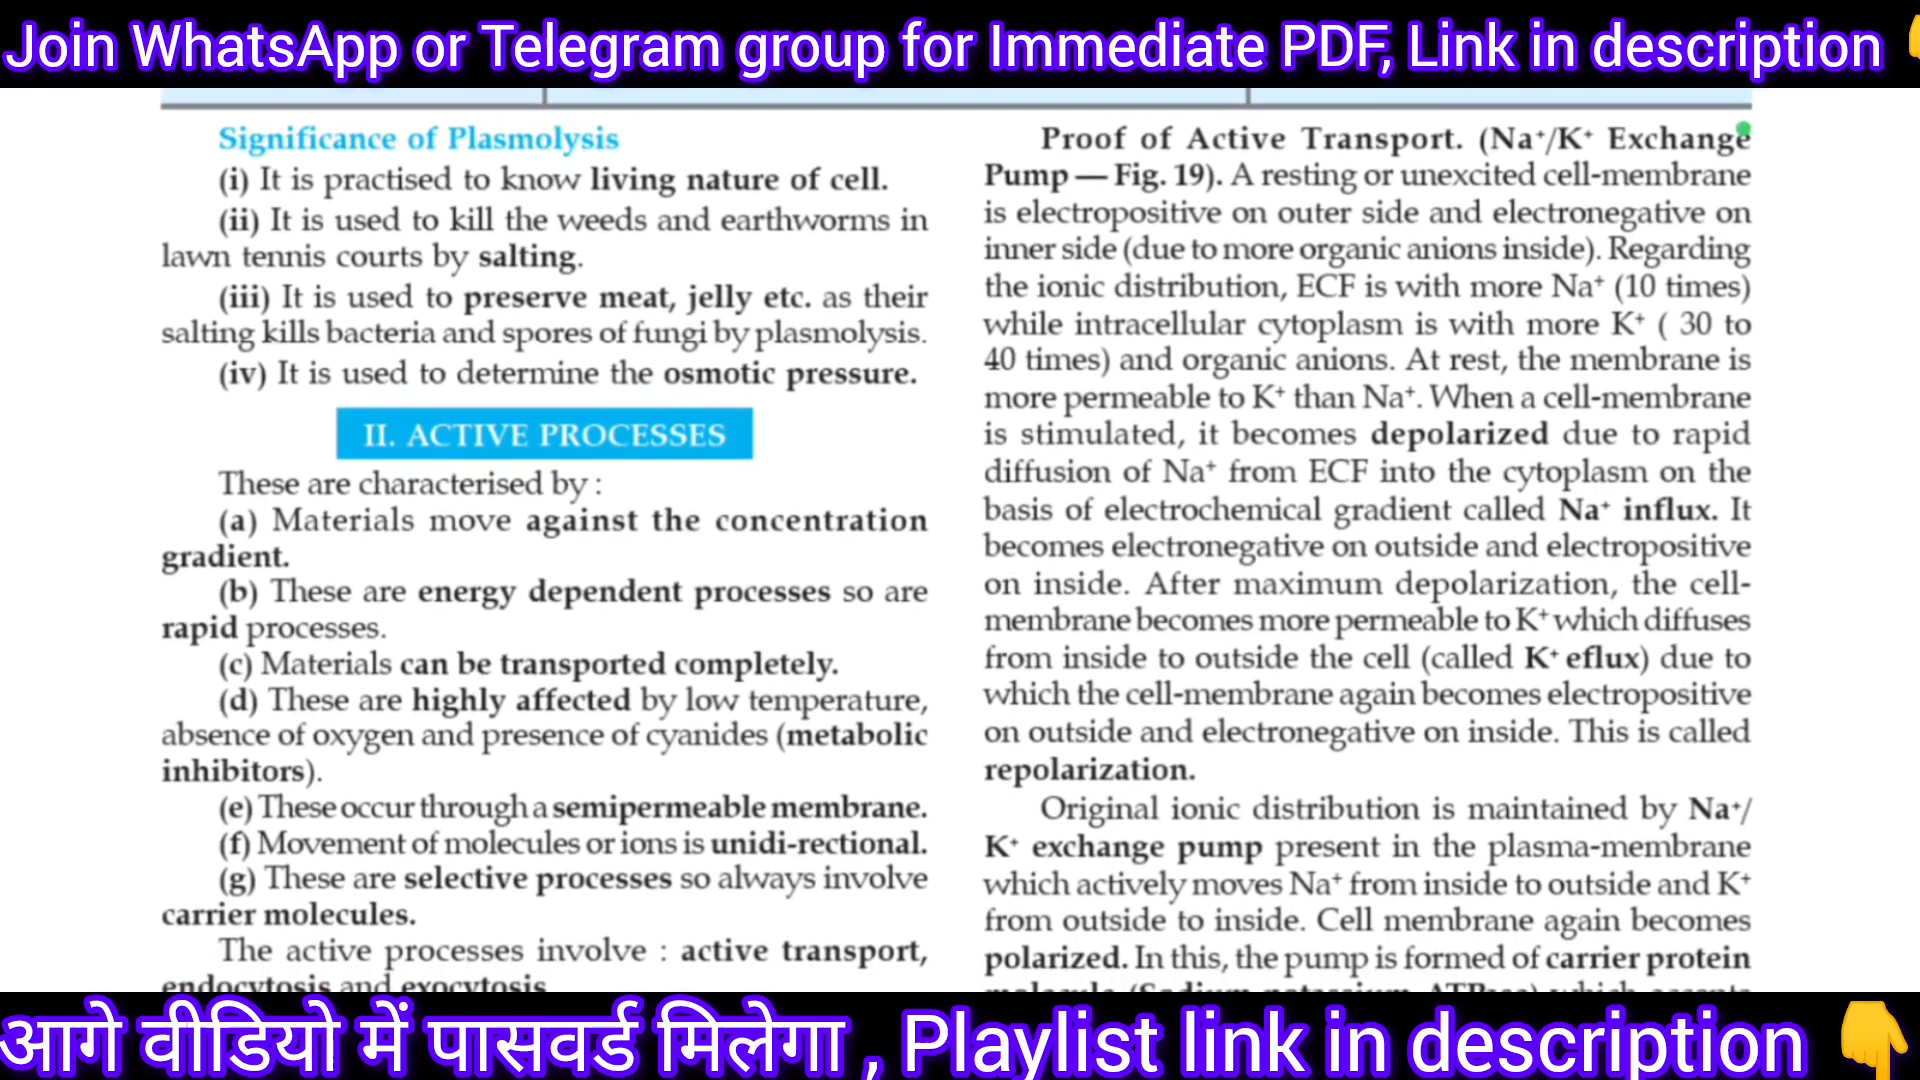 Join WhatsApp or Telegram group for Immediate PDF, Link in description
Significance of Plasmolysis
(i) It is practised to know living nature of cell.
(ii) It is used to kill the weeds and earthworms in
lawn tennis courts by salting.
(iii) It is used to preserve meat, jelly etc. as their
salting kills bacteria and spores of fungi by plasmolysis.
(iv) It is used to determine the osmotic pressure.
II. ACTIVE PROCESSES
These are characterised by :
(a) Materials move against the concentration
gradient.
(b) These are energy dependent processes so are
rapid processes.
(c) Materials can be transported completely.
(d) These are highly affected by low temperature,
absence of oxygen and presence of cyanides (metabolic
inhibitors).
(e) These occur through a semipermeable membrane.
(f) Movement of molecules or ions is unidi-rectional.
(g) These are selective processes so always involve
carrier molecules.
The active processes involve : active transport,
endocytosis and exocytosis
Proof of Active Transport. (Na⁺/K⁺ Exchange
Pump — Fig. 19). A resting or unexcited cell-membrane
is electropositive on outer side and electronegative on
inner side (due to more organic anions inside). Regarding
the ionic distribution, ECF is with more Na⁺ (10 times)
while intracellular cytoplasm is with more K⁺ ( 30 to
40 times) and organic anions. At rest, the membrane is
more permeable to K⁺ than Na⁺. When a cell-membrane
is stimulated, it becomes depolarized due to rapid
diffusion of Na⁺ from ECF into the cytoplasm on the
basis of electrochemical gradient called Na⁺ influx. It
becomes electronegative on outside and electropositive
on inside. After maximum depolarization, the cell-
membrane becomes more permeable to K⁺ which diffuses
from inside to outside the cell (called K⁺ eflux) due to
which the cell-membrane again becomes electropositive
on outside and electronegative on inside. This is called
repolarization.
Original ionic distribution is maintained by Na⁺/
K⁺ exchange pump present in the plasma-membrane
which actively moves Na⁺ from inside to outside and K⁺
from outside to inside. Cell membrane again becomes
polarized. In this, the pump is formed of carrier protein
molecule (Sodium potassium ATPase) which accepts
आगे वीडियो में पासवर्ड मिलेगा , Playlist link in description